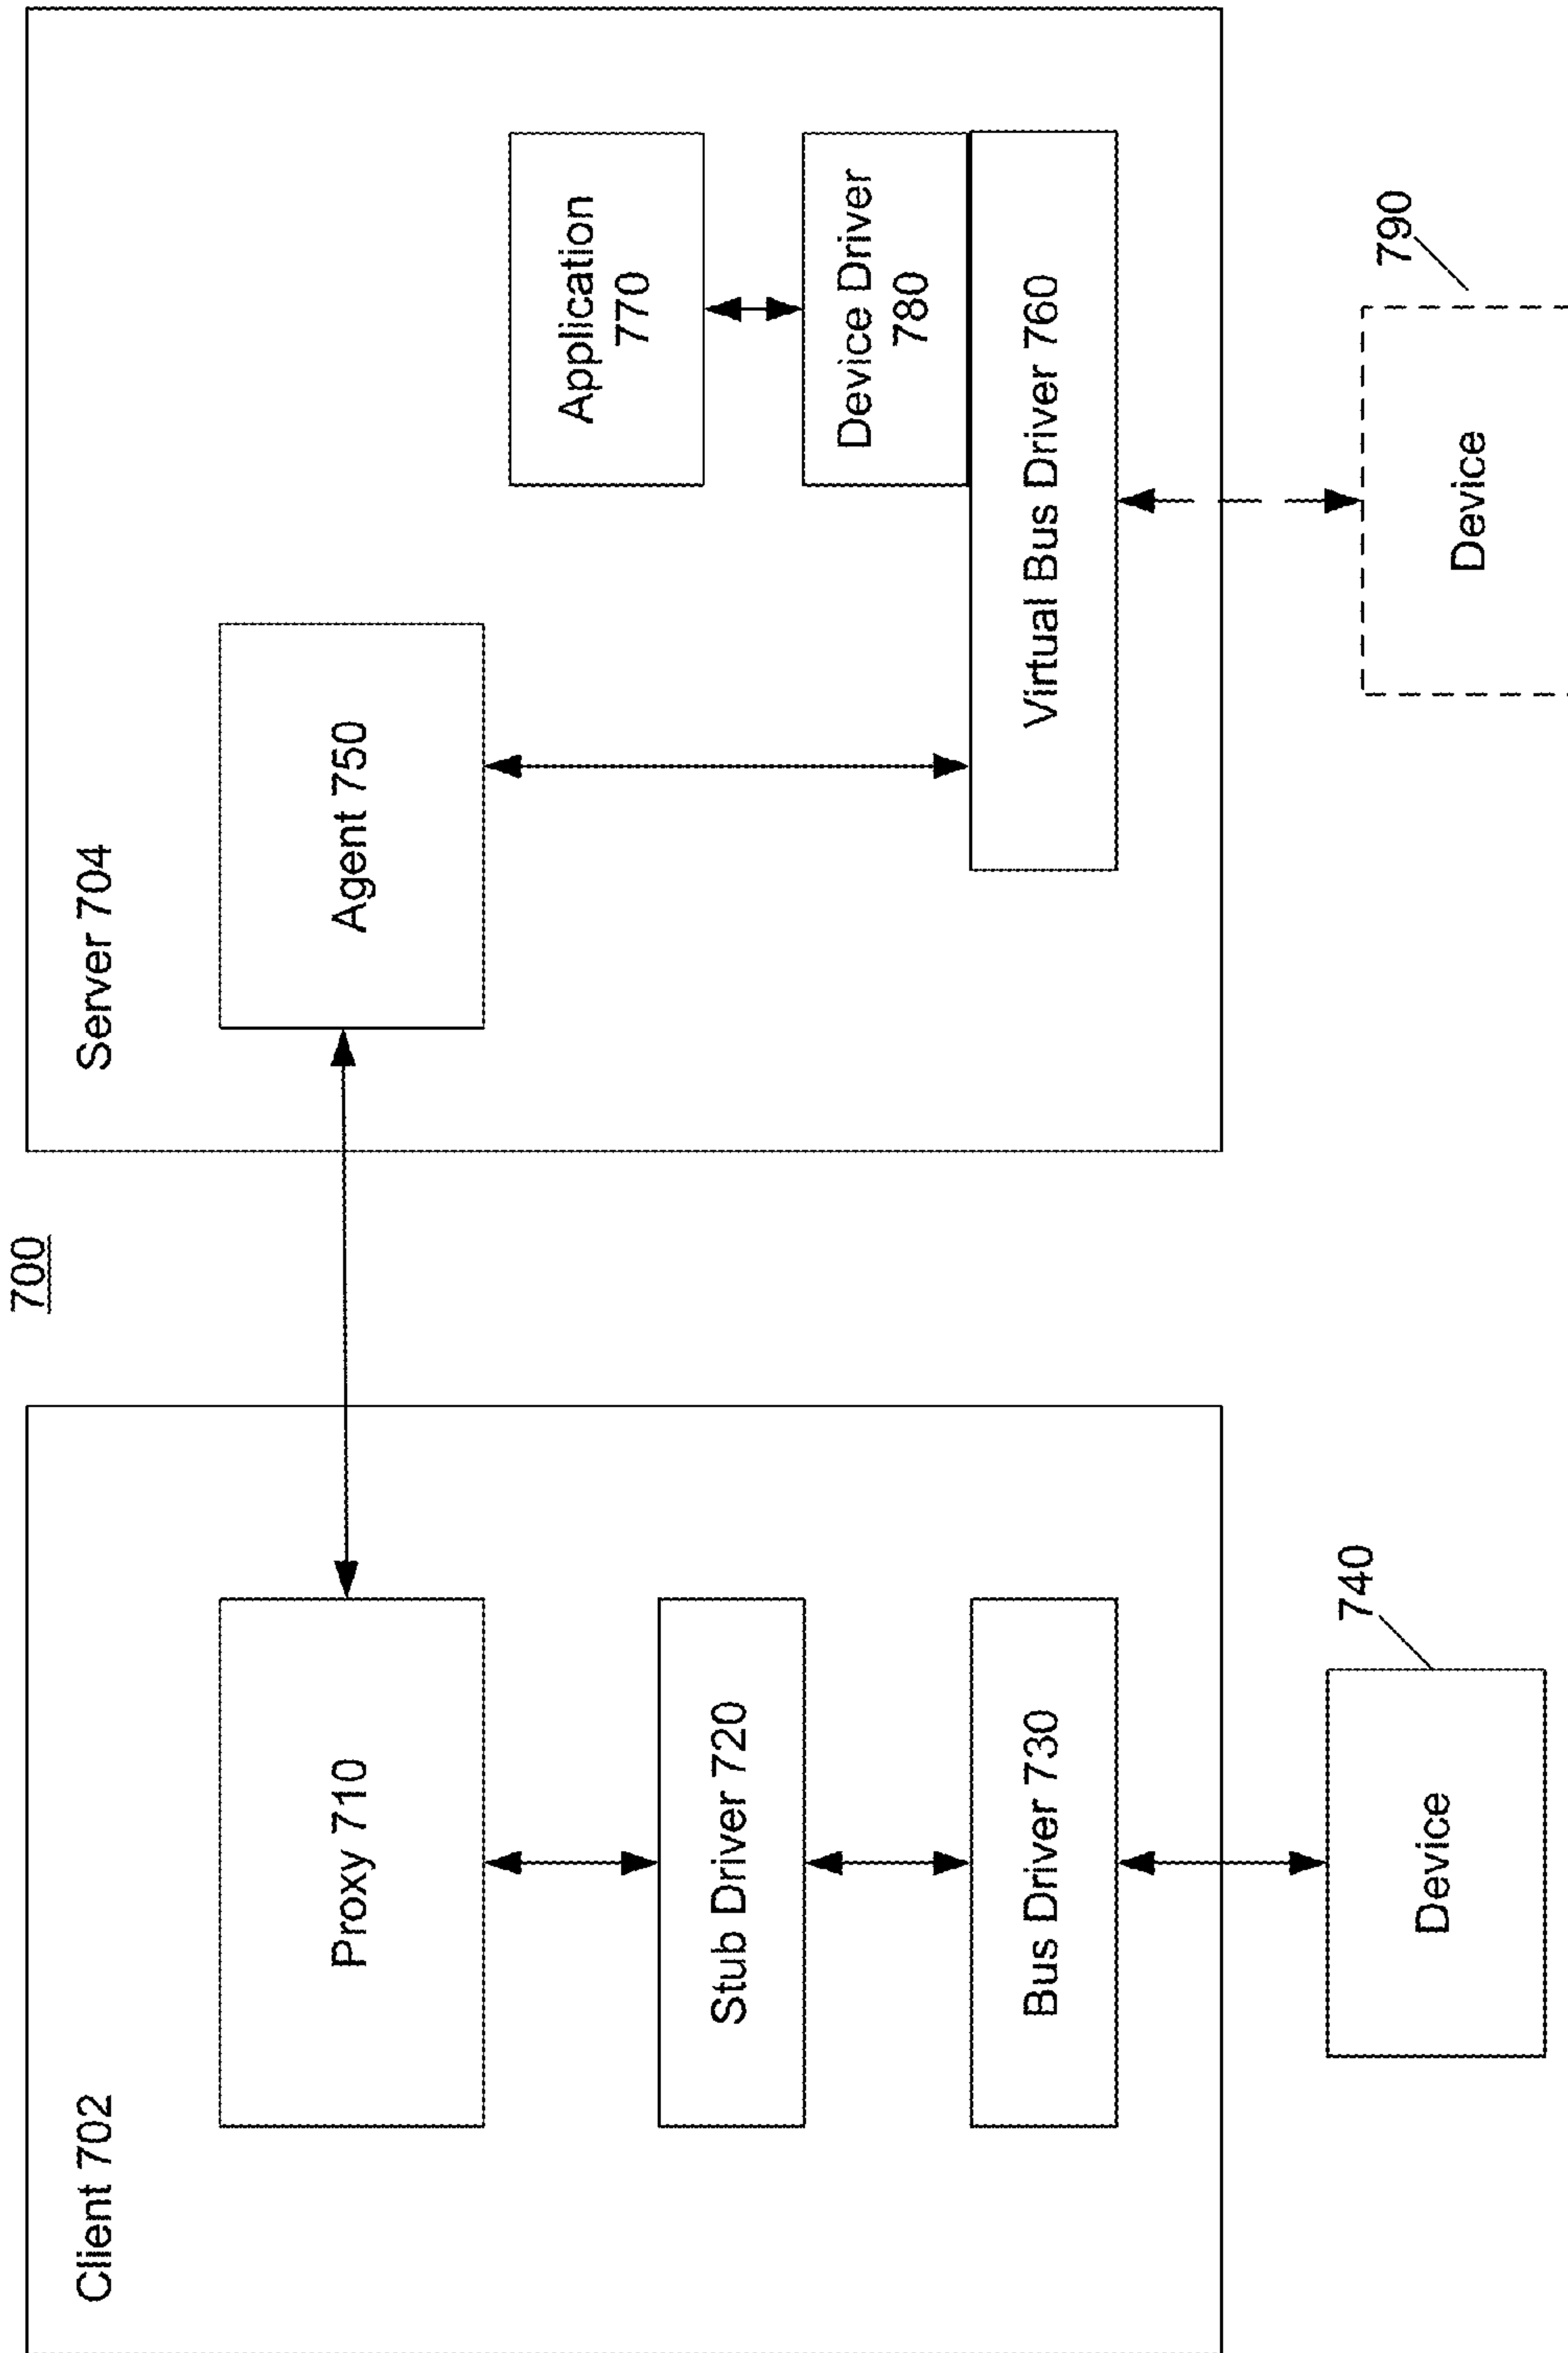 700
Client 702
Proxy 710
Stub Driver 720
Bus Driver 730
740
Device
Server 704
Agent 750
Application
770
Device Driver
780
Virtual Bus Driver 760
790
Device